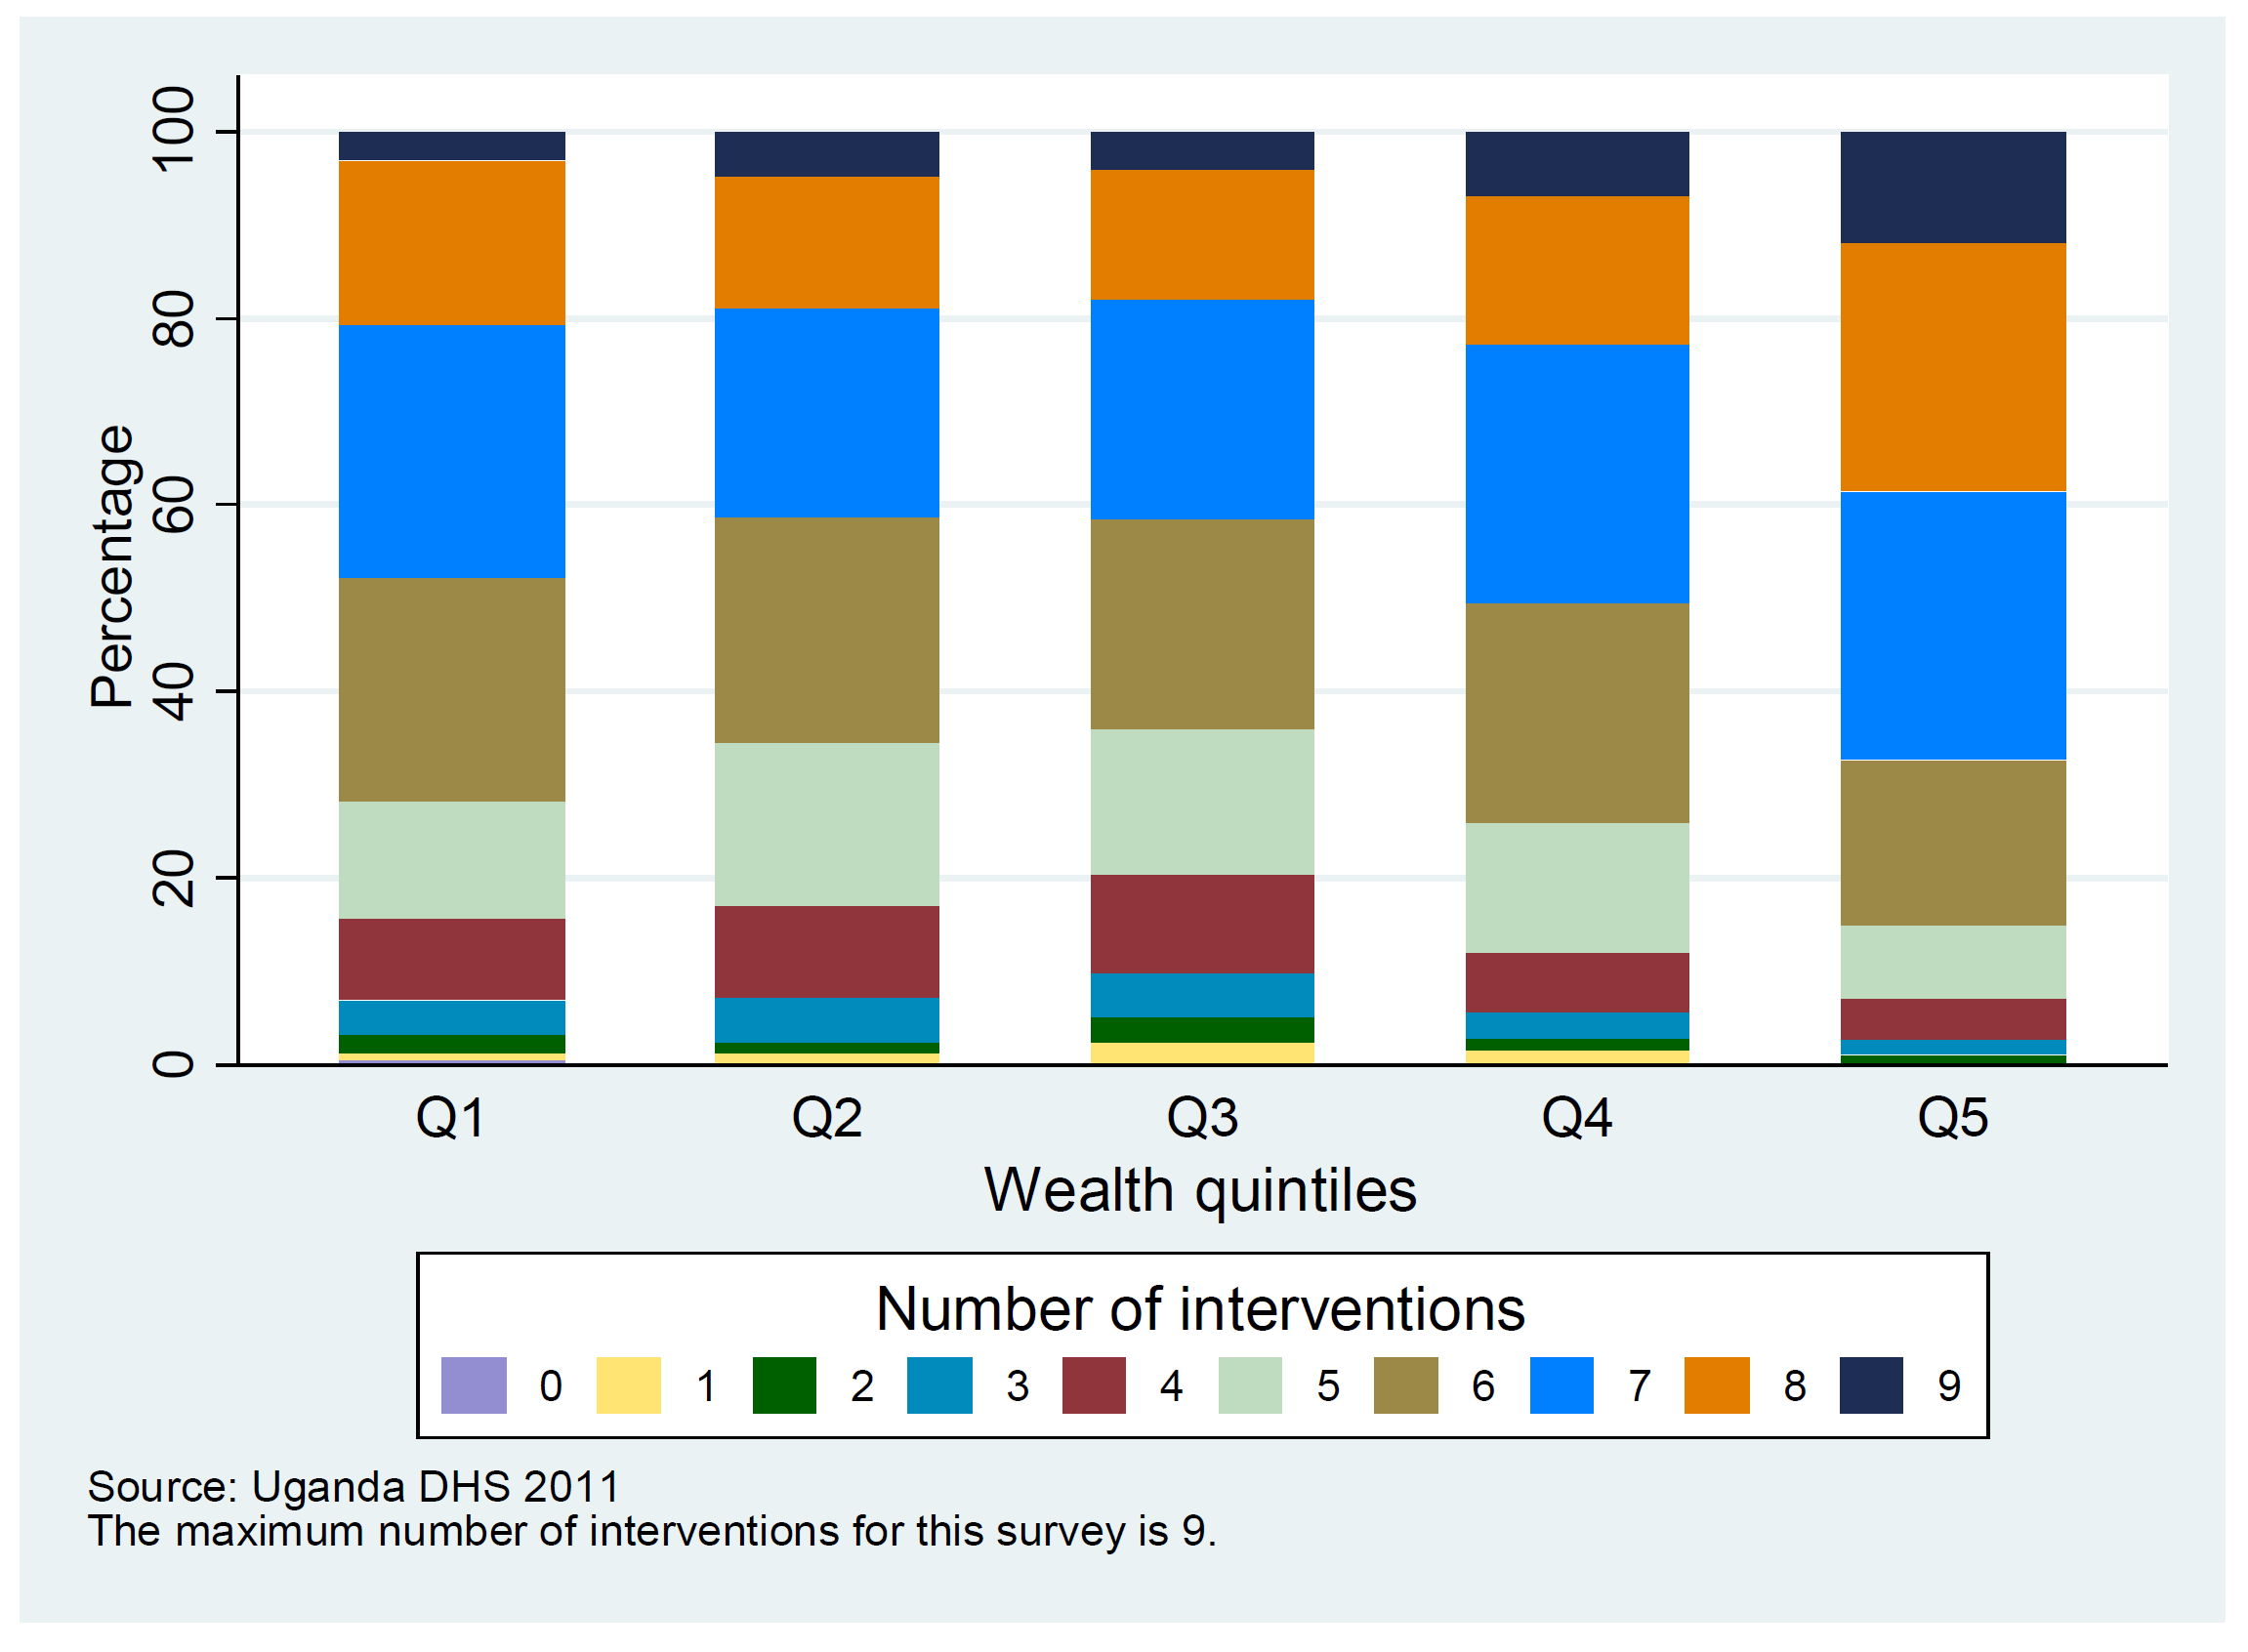 Percentage
100
80
60
40
20
0
Q1 Q2 Q3 Q4 Q5
Wealth quintiles
Number of interventions
0 1 2 3 4 5 6 7 8 9
Source: Uganda DHS 2011
The maximum number of interventions for this survey is 9.